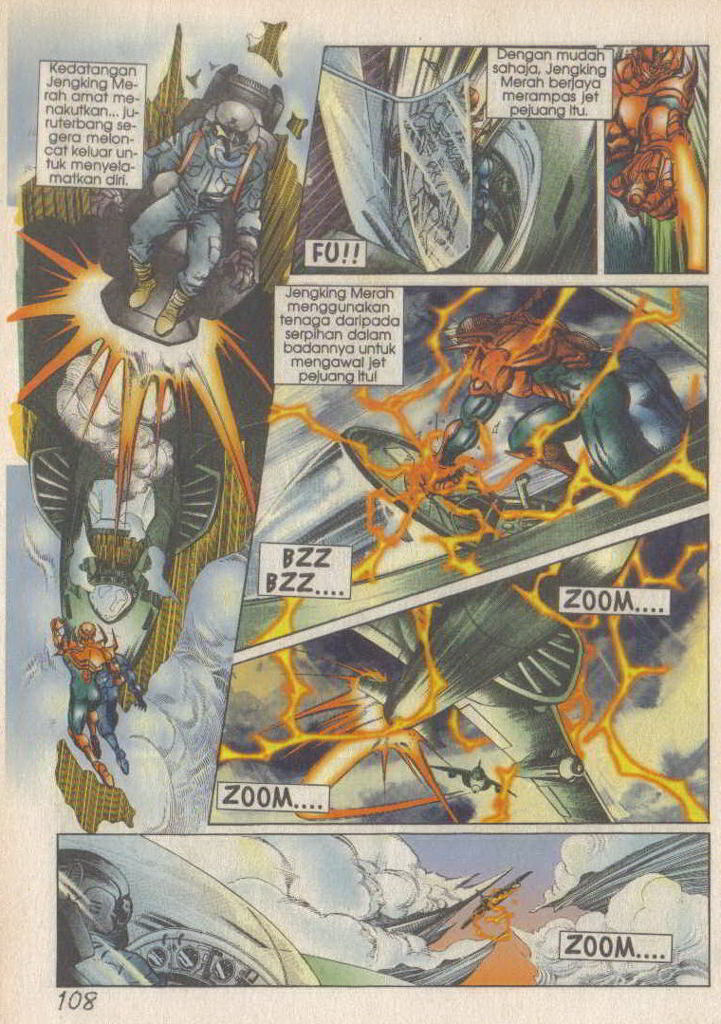 Kedatangan
Jengking Me-
rah amat me-
nakutkan... ju-
ruterbang se-
gera melon-
cat keluar un-
tuk menyela-
matkan diri.
Dengan mudah
sahaja, Jengking
Merah berjaya
merampas jet
pejuang itu.
FU!!
Jengking Merah
menggunakan
tenaga daripada
serpihan dalam
badannya untuk
mengawal jet
pejuang itu!
BZZ
BZZ....
ZOOM....
ZOOM....
ZOOM....
108